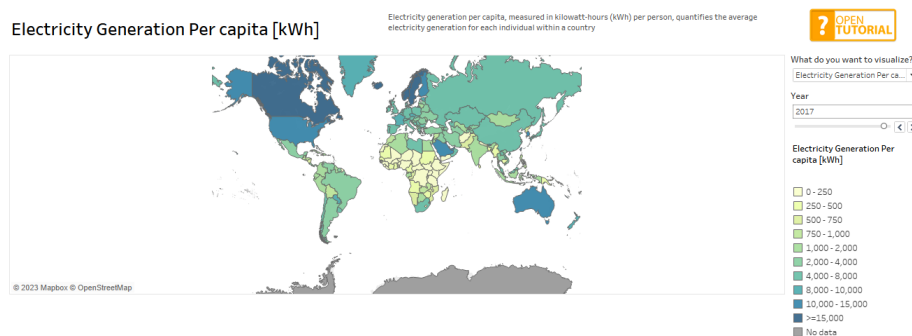 Electricity Generation Per capita [kWh]
Electricity generation per capita, measured in kilowatt-hours (kWh) per person, quantifies the average
electricity generation for each individual within a country
? OPEN
TUTORIAL
What do you want to visualize?
Electricity Generation Per ca...
Year
2017
Electricity Generation Per
capita [kWh]
0 - 250
250 - 500
500 - 750
750 - 1,000
1,000 - 2,000
2,000 - 4,000
4,000 - 8,000
8,000 - 10,000
10,000 - 15,000
>=15,000
No data
© 2023 Mapbox © OpenStreetMap